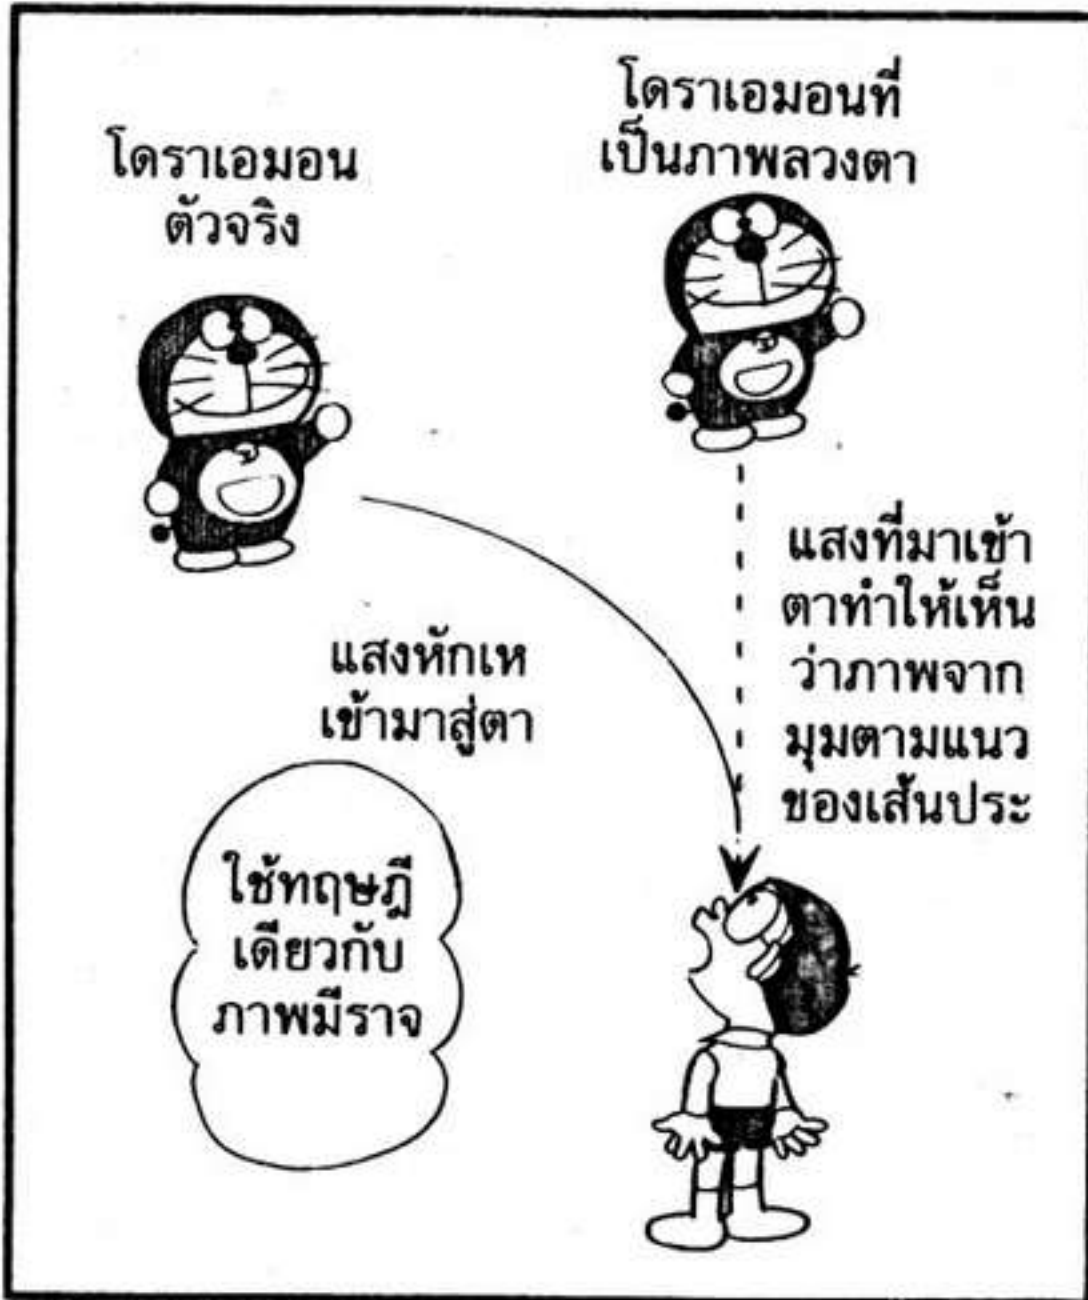 โดราเอมอน
ตัวจริง
โดราเอมอนที่
เป็นภาพลวงตา
แสงหักเห
เข้ามาสู่ตา
แสงที่มาเข้า
ตาทำให้เห็น
ว่าภาพจาก
มุมตามแนว
ของเส้นประ
ใช้ทฤษฎี
เดียวกับ
ภาพมีราจ